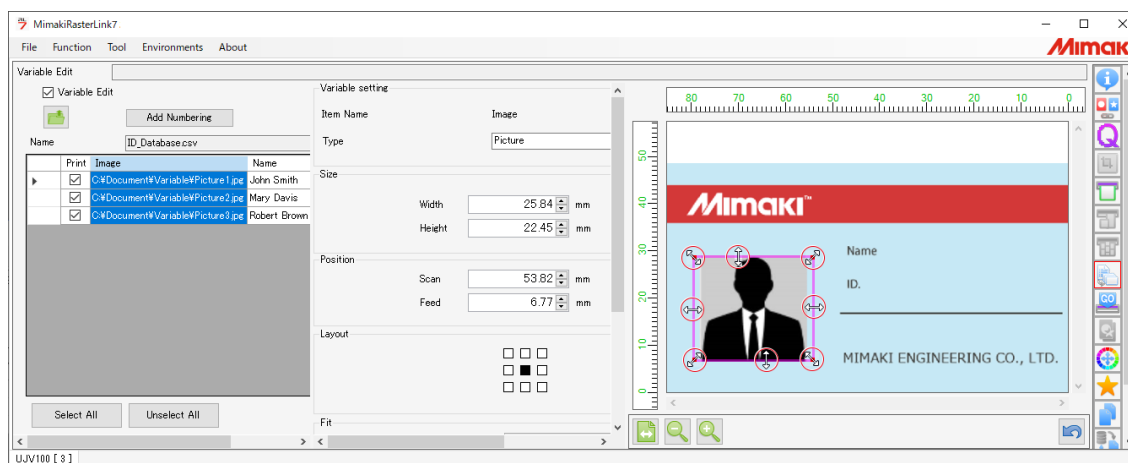 MimakiRasterLink7
File Function Tool Environments About
Mimaki
Variable Edit
Variable Edit
Add Numbering
Name ID_Database.csv
Print Image Name
C:¥Document¥Variable¥Picture1.jpg John Smith
C:¥Document¥Variable¥Picture2.jpg Mary Davis
C:¥Document¥Variable¥Picture3.jpg Robert Brown
Select All Unselect All
Variable setting
Item Name Image
Type Picture
Size
Width 25.84 mm
Height 22.45 mm
Position
Scan 53.82 mm
Feed 6.77 mm
Layout
Fit
80 70 60 50 40 30 20 10 0
50
40
30
20
10
0
Mimaki™
Name
ID.
MIMAKI ENGINEERING CO., LTD.
GO
UJV100 [ 3 ]